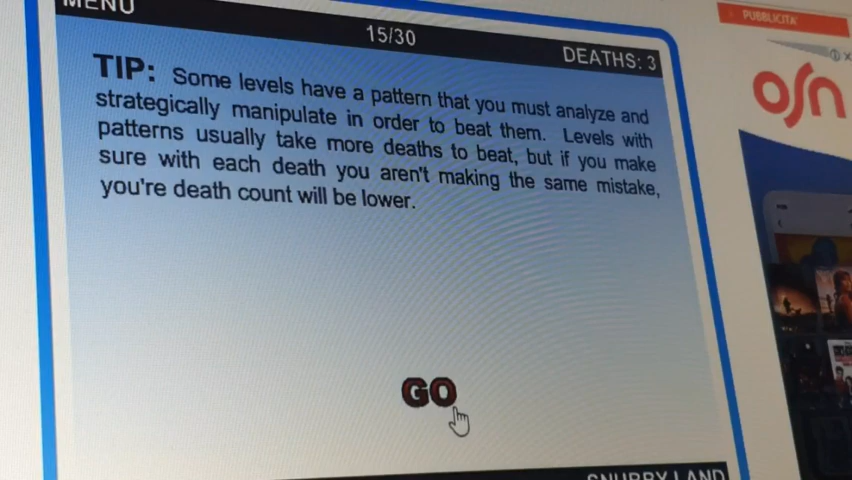 MENU
15/30
DEATHS: 3
TIP: Some levels have a pattern that you must analyze and
strategically manipulate in order to beat them. Levels with
patterns usually take more deaths to beat, but if you make
sure with each death you aren't making the same mistake,
you're death count will be lower.
GO
SNUBBY LAND
PUBBLICITA'
osn